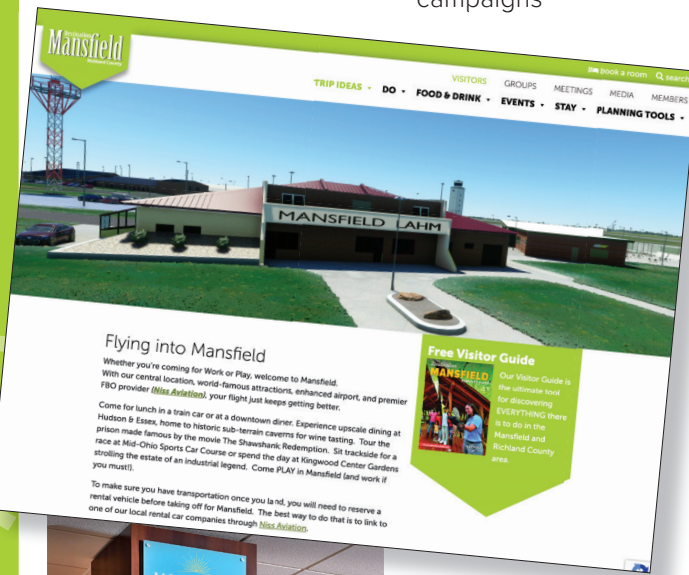 campaigns
Destination
Mansfield
Richland County
book a room search
VISITORS GROUPS MEETINGS MEDIA MEMBERS
TRIP IDEAS DO FOOD & DRINK EVENTS STAY PLANNING TOOLS
MANSFIELD LAHM
Flying into Mansfield
Whether you're coming for Work or Play, welcome to Mansfield.
With our central location, world-famous attractions, enhanced airport, and premier
FBO provider (Niss Aviation), your flight just keeps getting better.
Come for lunch in a train car or at a downtown diner. Experience upscale dining at
Hudson & Essex, home to historic sub-terrain caverns for wine tasting. Tour the
prison made famous by the movie The Shawshank Redemption. Sit trackside for a
race at Mid-Ohio Sports Car Course or spend the day at Kingwood Center Gardens
strolling the estate of an industrial legend. Come PLAY in Mansfield (and work if
you must!).
To make sure you have transportation once you land, you will need to reserve a
rental vehicle before taking off for Mansfield. The best way to do that is to link to
one of our local rental car companies through Niss Aviation.
Free Visitor Guide
MANSFIELD
Our Visitor Guide is
the ultimate tool
for discovering
EVERYTHING there
is to do in the
Mansfield and
Richland County
area.